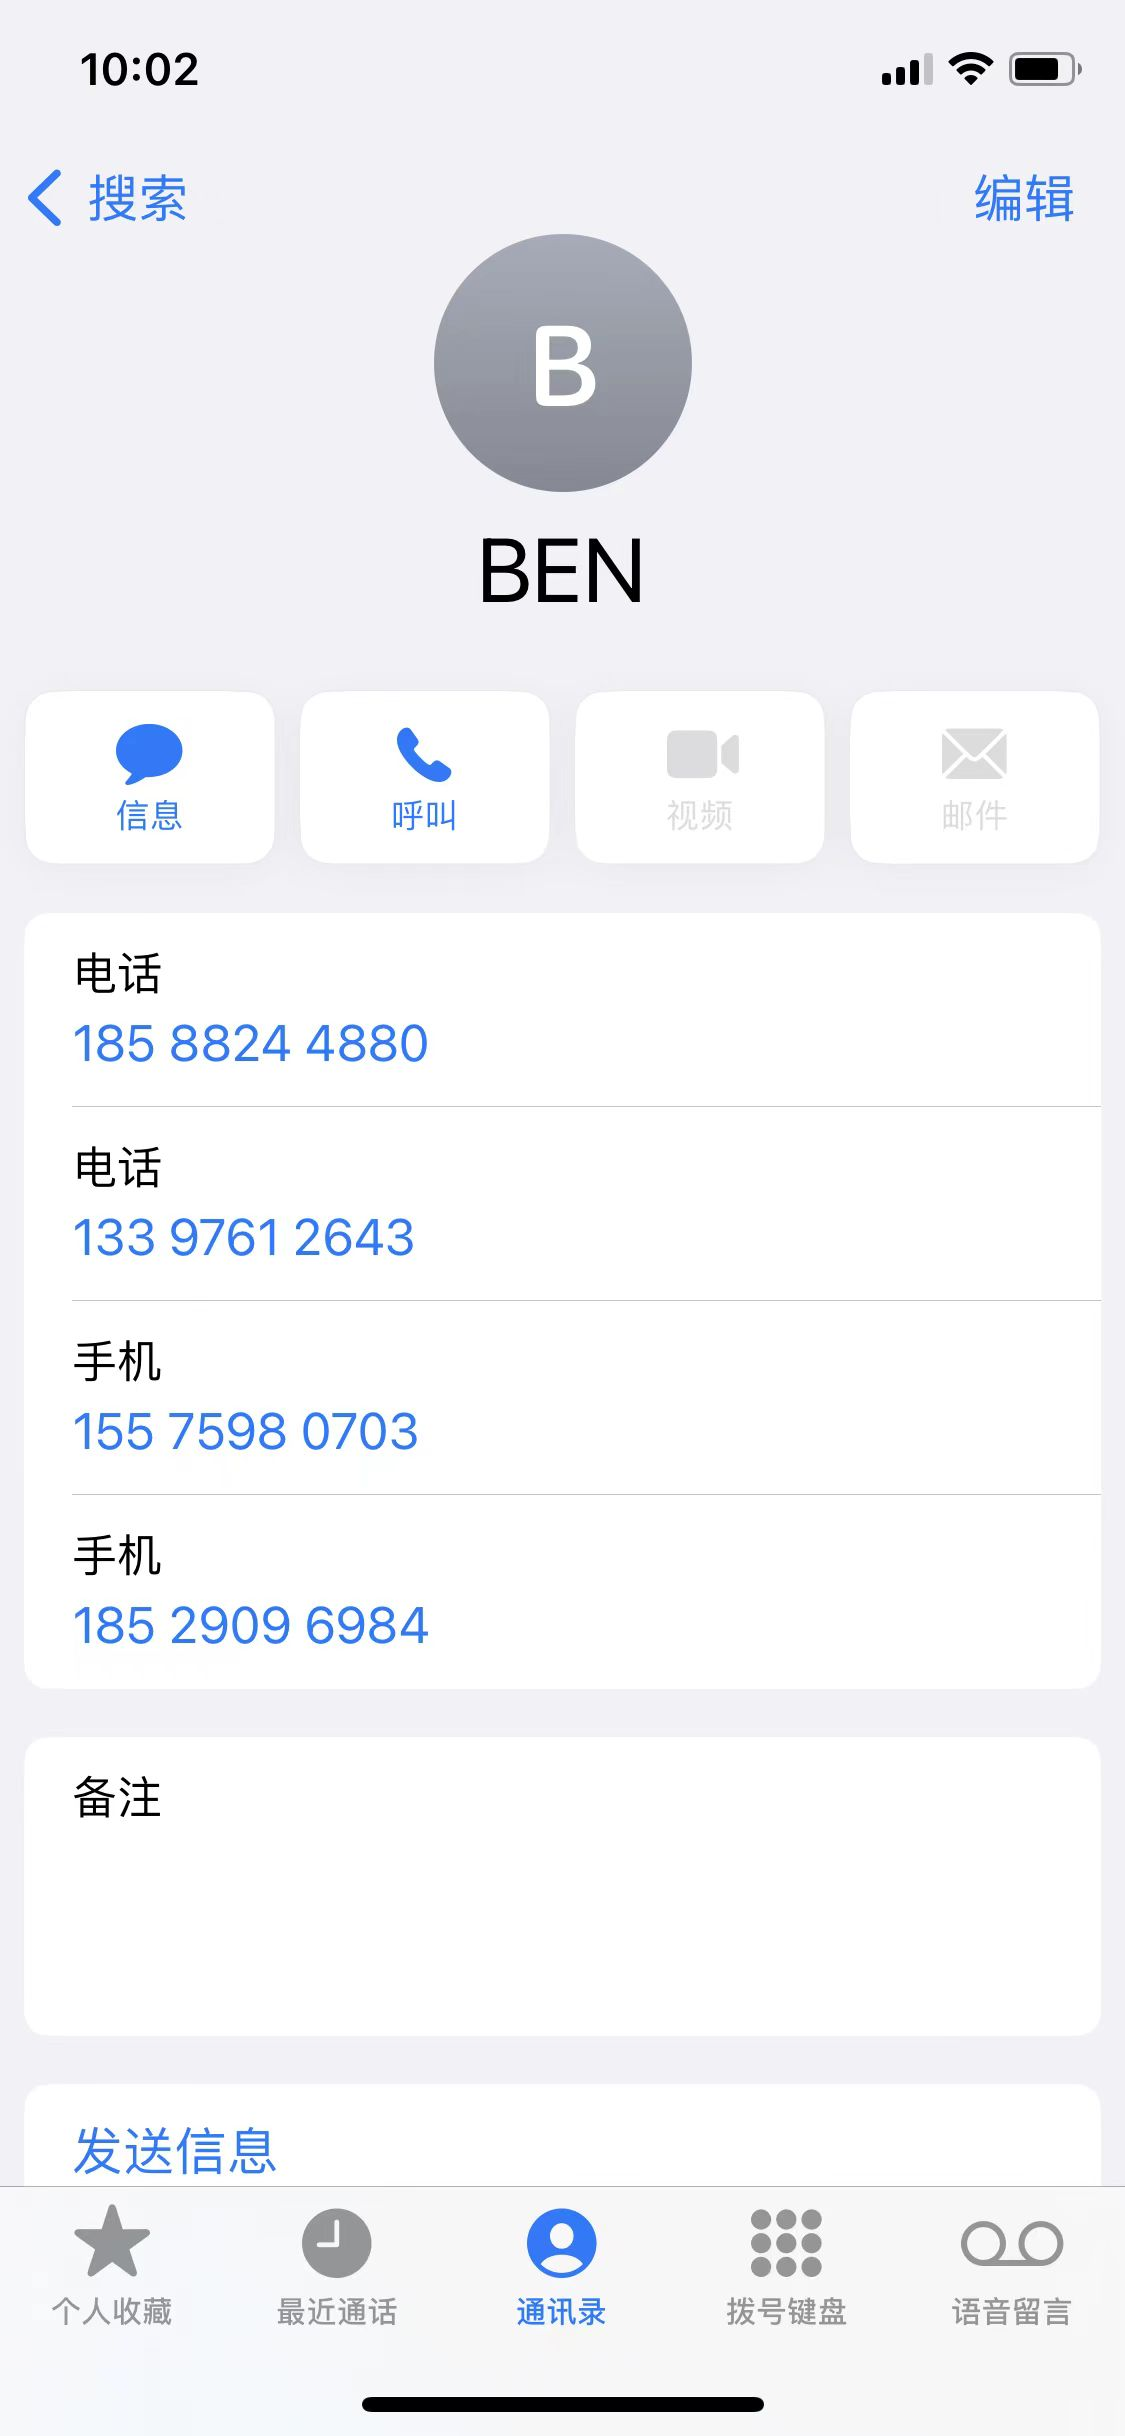 10:02
搜索
编辑
B
BEN
信息
呼叫
视频
邮件
电话
185 8824 4880
电话
133 9761 2643
手机
155 7598 0703
手机
185 2909 6984
备注
发送信息
个人收藏
最近通话
通讯录
拨号键盘
语音留言